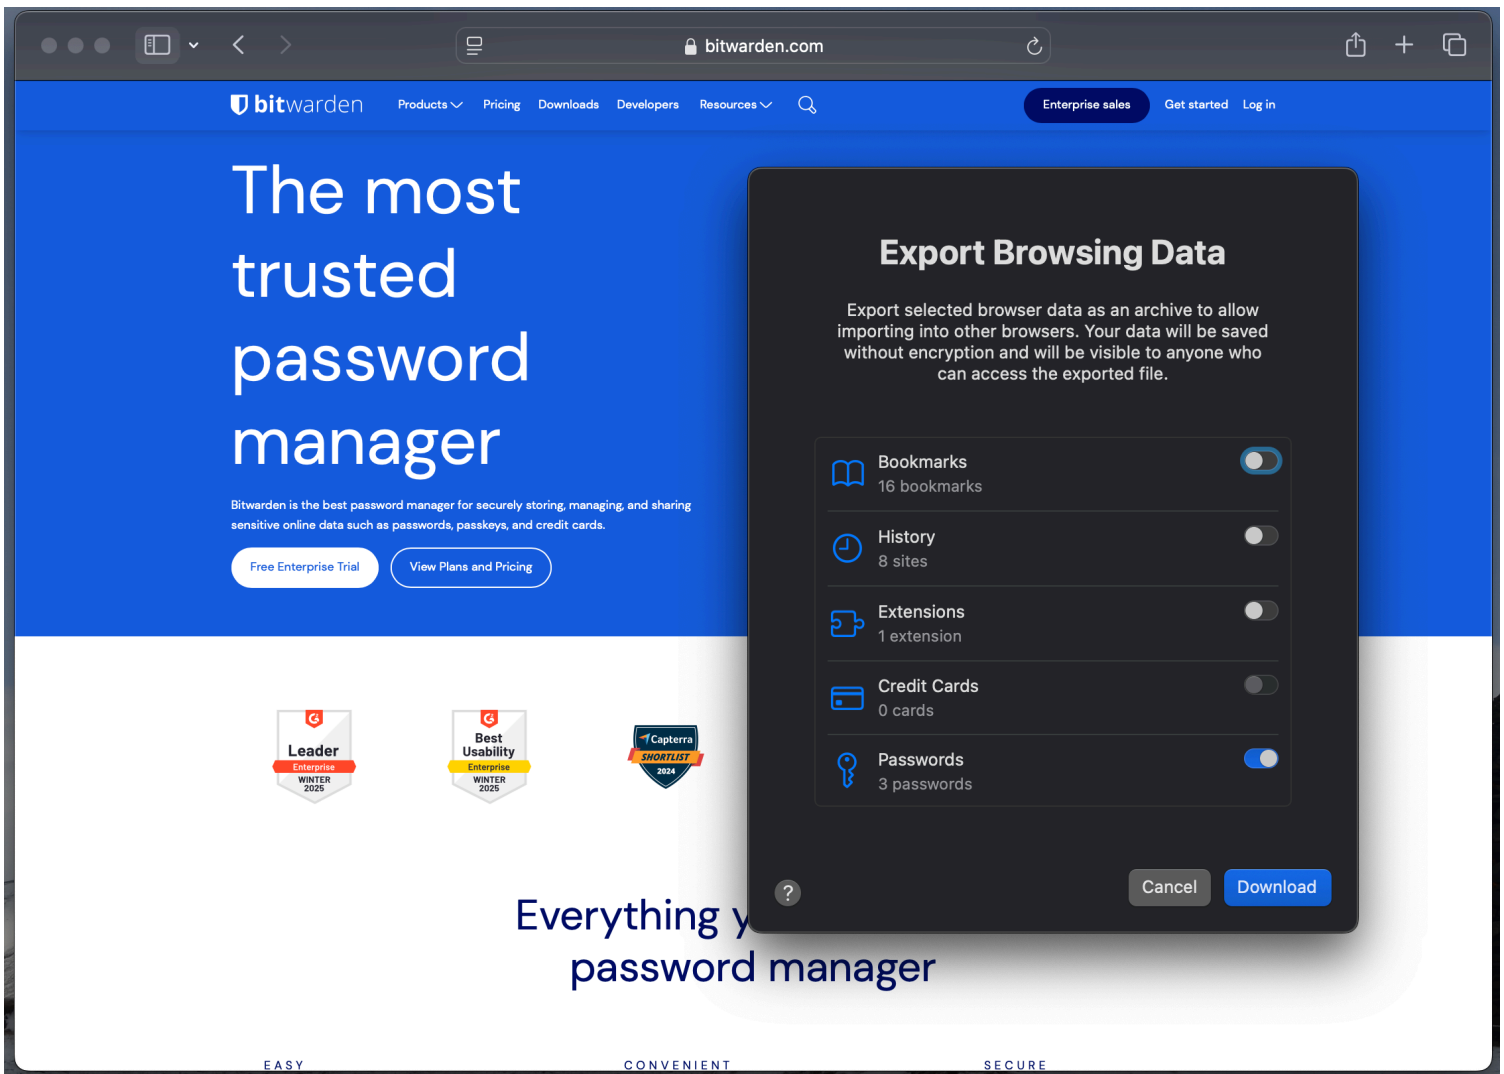 bitwarden.com
bitwarden
Products
Pricing
Downloads
Developers
Resources
Enterprise sales
Get started
Log in
The most
trusted
password
manager
Bitwarden is the best password manager for securely storing, managing, and sharing
sensitive online data such as passwords, passkeys, and credit cards.
Free Enterprise Trial
View Plans and Pricing
Leader
Enterprise
WINTER
2025
Best
Usability
Enterprise
WINTER
2025
Capterra
SHORTLIST
2024
Everything y
password manager
EASY
CONVENIENT
SECURE
Export Browsing Data
Export selected browser data as an archive to allow
importing into other browsers. Your data will be saved
without encryption and will be visible to anyone who
can access the exported file.
Bookmarks
16 bookmarks
History
8 sites
Extensions
1 extension
Credit Cards
0 cards
Passwords
3 passwords
?
Cancel
Download